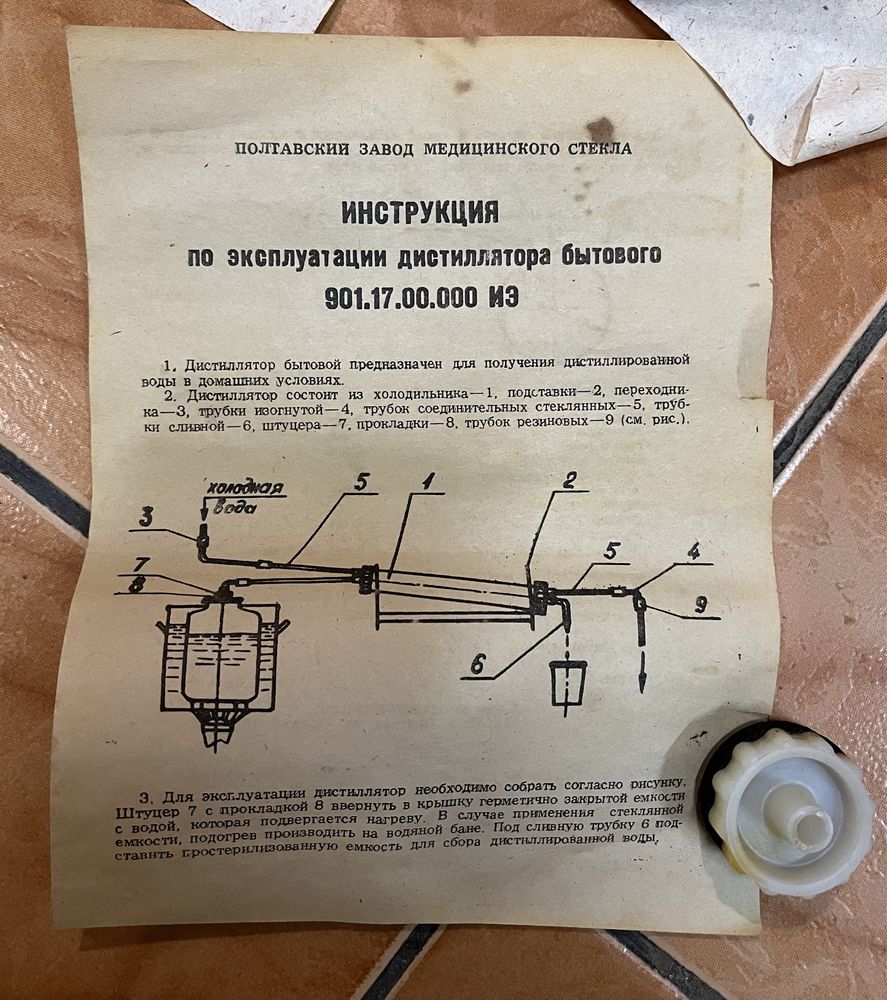 ПОЛТАВСКИЙ ЗАВОД МЕДИЦИНСКОГО СТЕКЛА
ИНСТРУКЦИЯ
по эксплуатации дистиллятора бытового
901.17.00.000 ИЭ
1. Дистиллятор бытовой предназначен для получения дистиллированной
воды в домашних условиях.
2. Дистиллятор состоит из холодильника—1, подставки—2, переходни-
ка—3, трубки изогнутой—4, трубок соединительных стеклянных—5, труб-
ки сливной—6, штуцера—7, прокладки—8, трубок резиновых—9 (см. рис.).
холодная
вода
5
1
2
3
7
8
5
4
9
6
3. Для эксплуатации дистиллятор необходимо собрать согласно рисунку.
Штуцер 7 с прокладкой 8 ввернуть в крышку герметично закрытой емкости
с водой, которая подвергается нагреву. В случае применения стеклянной
емкости, подогрев производить на водяной бане. Под сливную трубку 6 под-
ставить простерилизованную емкость для сбора дистиллированной воды.